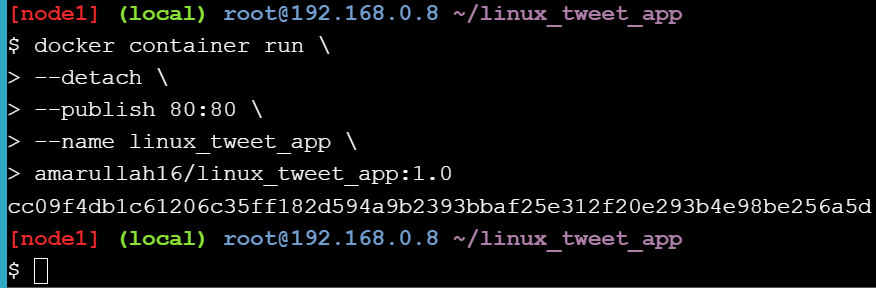 [node1] (local) root@192.168.0.8 ~/linux_tweet_app
$ docker container run \
> --detach \
> --publish 80:80 \
> --name linux_tweet_app \
> amarullah16/linux_tweet_app:1.0
cc09f4db1c61206c35ff182d594a9b2393bbaf25e312f20e293b4e98be256a5d
[node1] (local) root@192.168.0.8 ~/linux_tweet_app
$